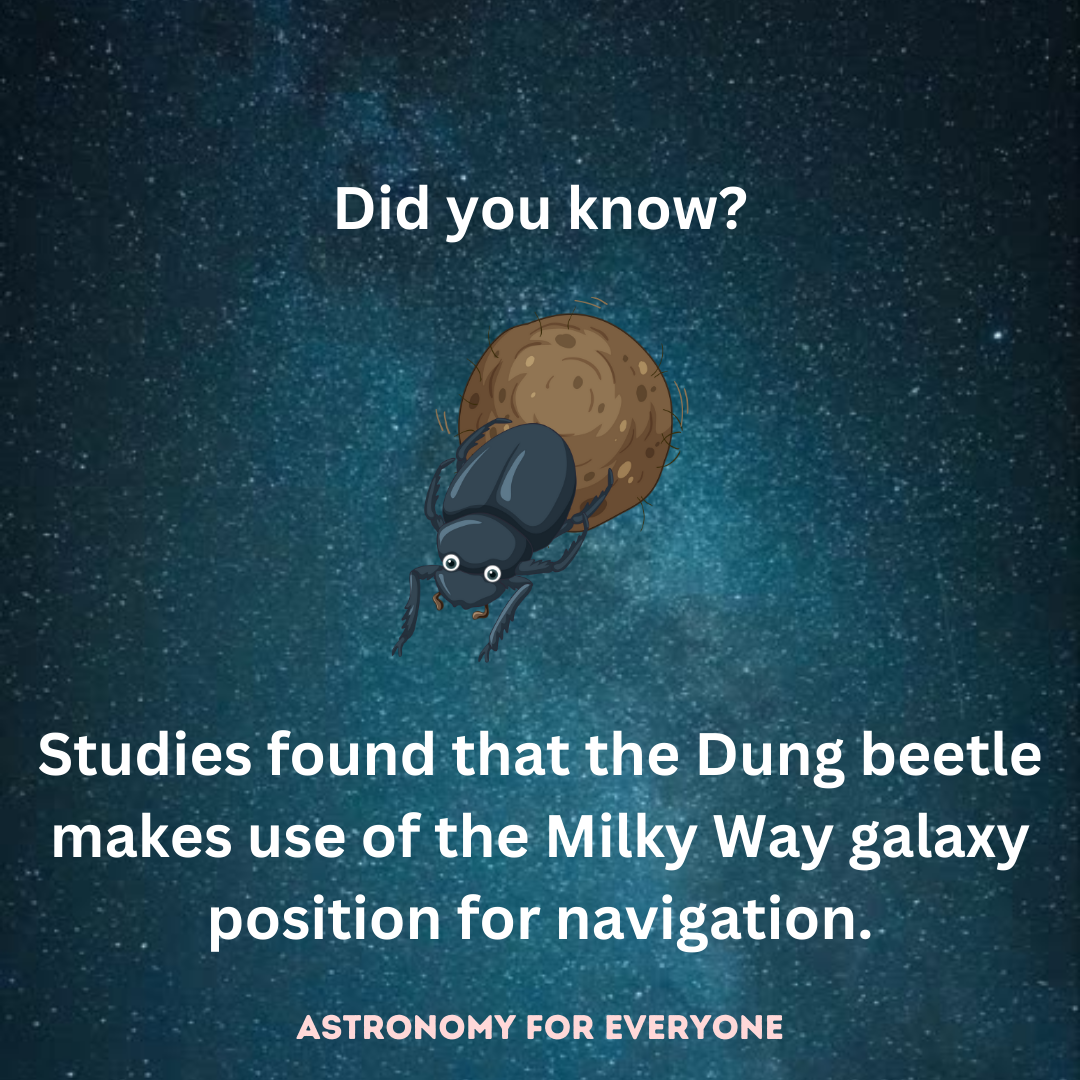 Did you know?
Studies found that the Dung beetle
makes use of the Milky Way galaxy
position for navigation.
ASTRONOMY FOR EVERYONE